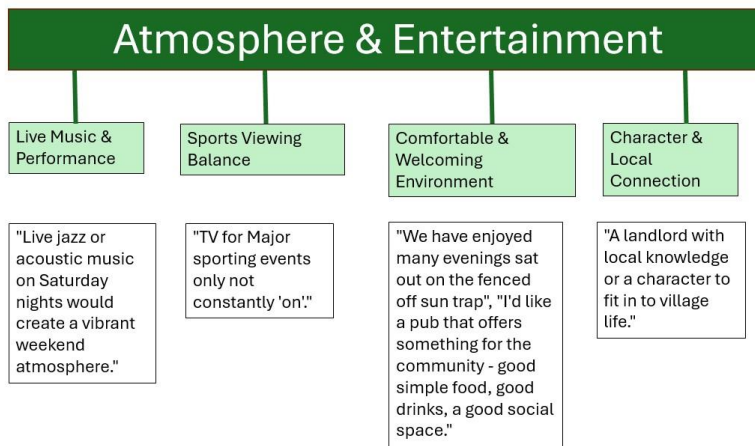 Atmosphere & Entertainment
Live Music &
Performance
Sports Viewing
Balance
Comfortable &
Welcoming
Environment
Character &
Local
Connection
"Live jazz or
acoustic music
on Saturday
nights would
create a vibrant
weekend
atmosphere."
"TV for Major
sporting events
only not
constantly 'on'."
"We have enjoyed
many evenings sat
out on the fenced
off sun trap", "I'd like
a pub that offers
something for the
community - good
simple food, good
drinks, a good social
space."
"A landlord with
local knowledge
or a character to
fit in to village
life."